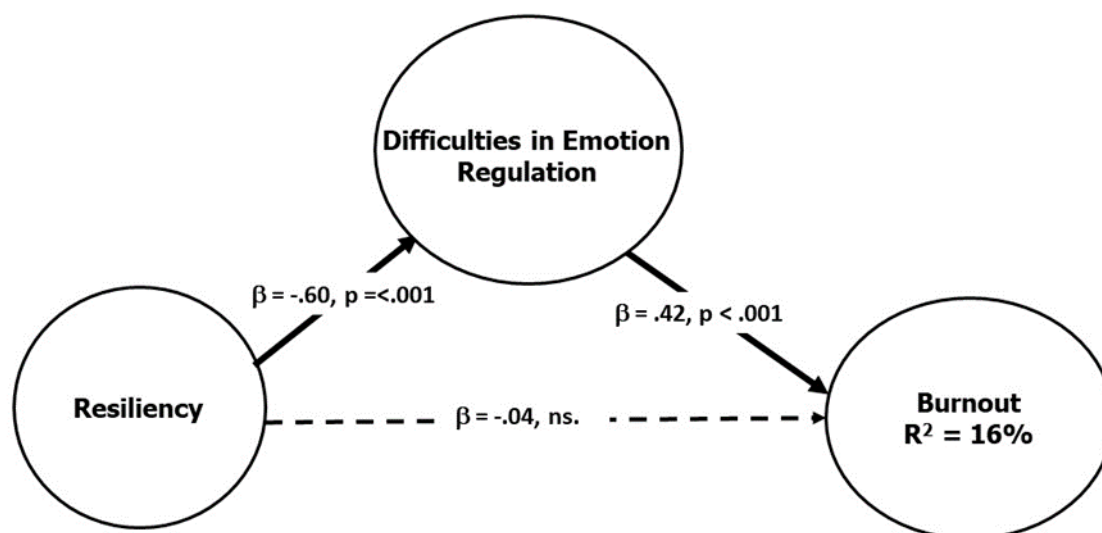 Difficulties in Emotion
Regulation
β = -.60, p =<.001
β = .42, p < .001
Resiliency
β = -.04, ns.
Burnout
R² = 16%